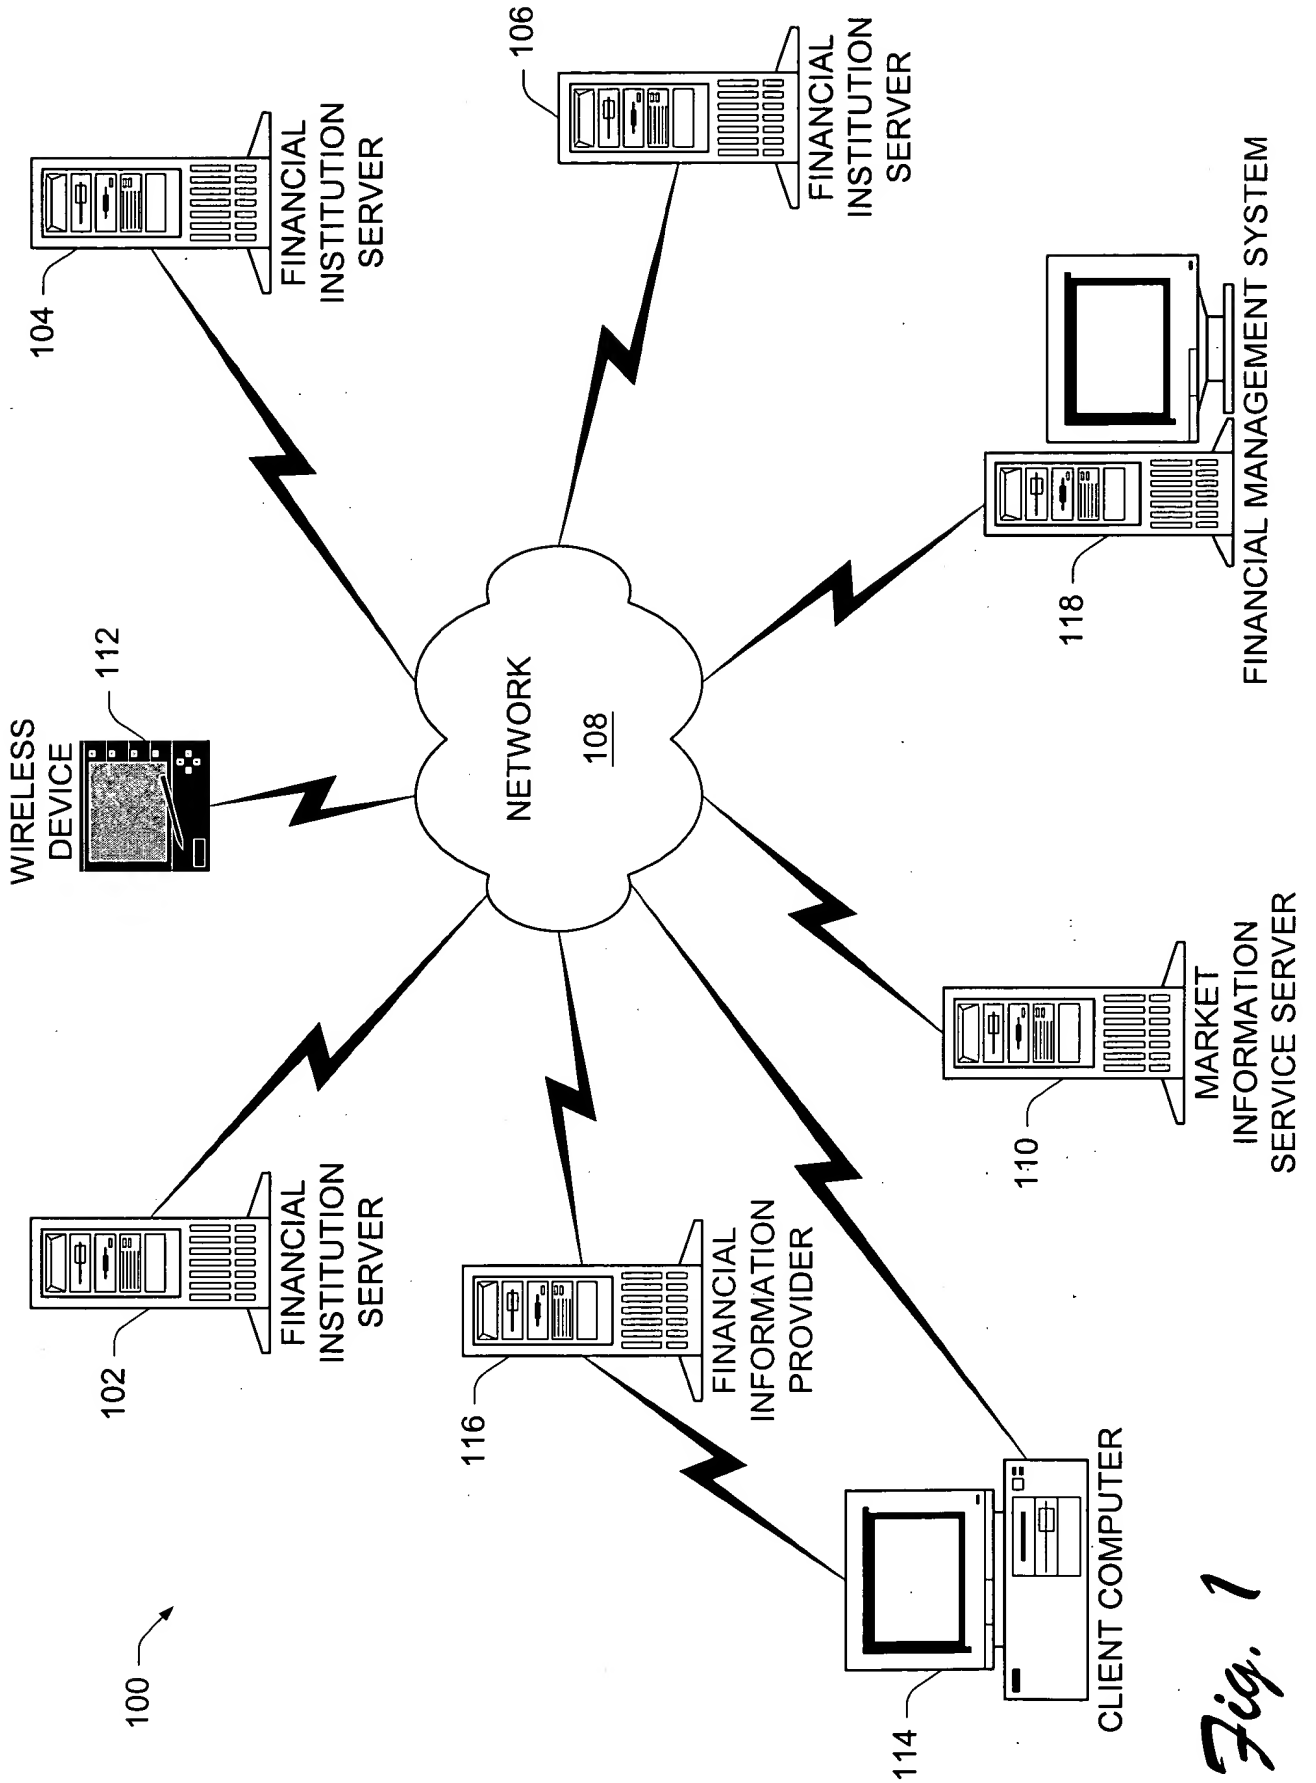 100
102
FINANCIAL
INSTITUTION
SERVER
WIRELESS
DEVICE
112
104
FINANCIAL
INSTITUTION
SERVER
116
FINANCIAL
INFORMATION
PROVIDER
NETWORK
108
106
FINANCIAL
INSTITUTION
SERVER
114
CLIENT COMPUTER
110
MARKET
INFORMATION
SERVICE SERVER
118
FINANCIAL MANAGEMENT SYSTEM
Fig. 1